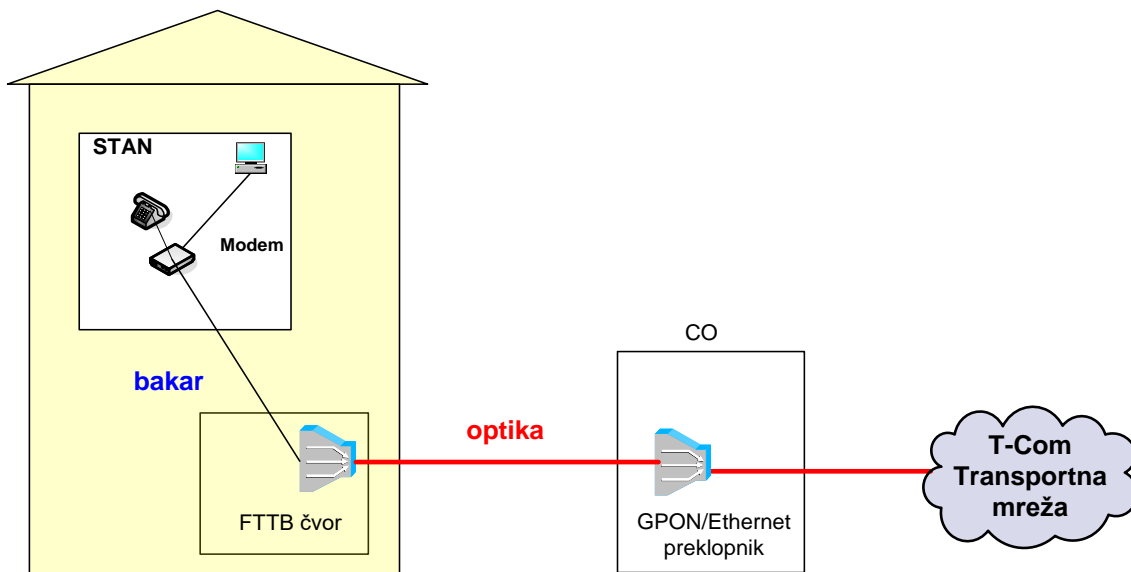 STAN
Modem
bakar
FTTB čvor
optika
CO
GPON/Ethernet
preklopnik
T-Com
Transportna
mreža